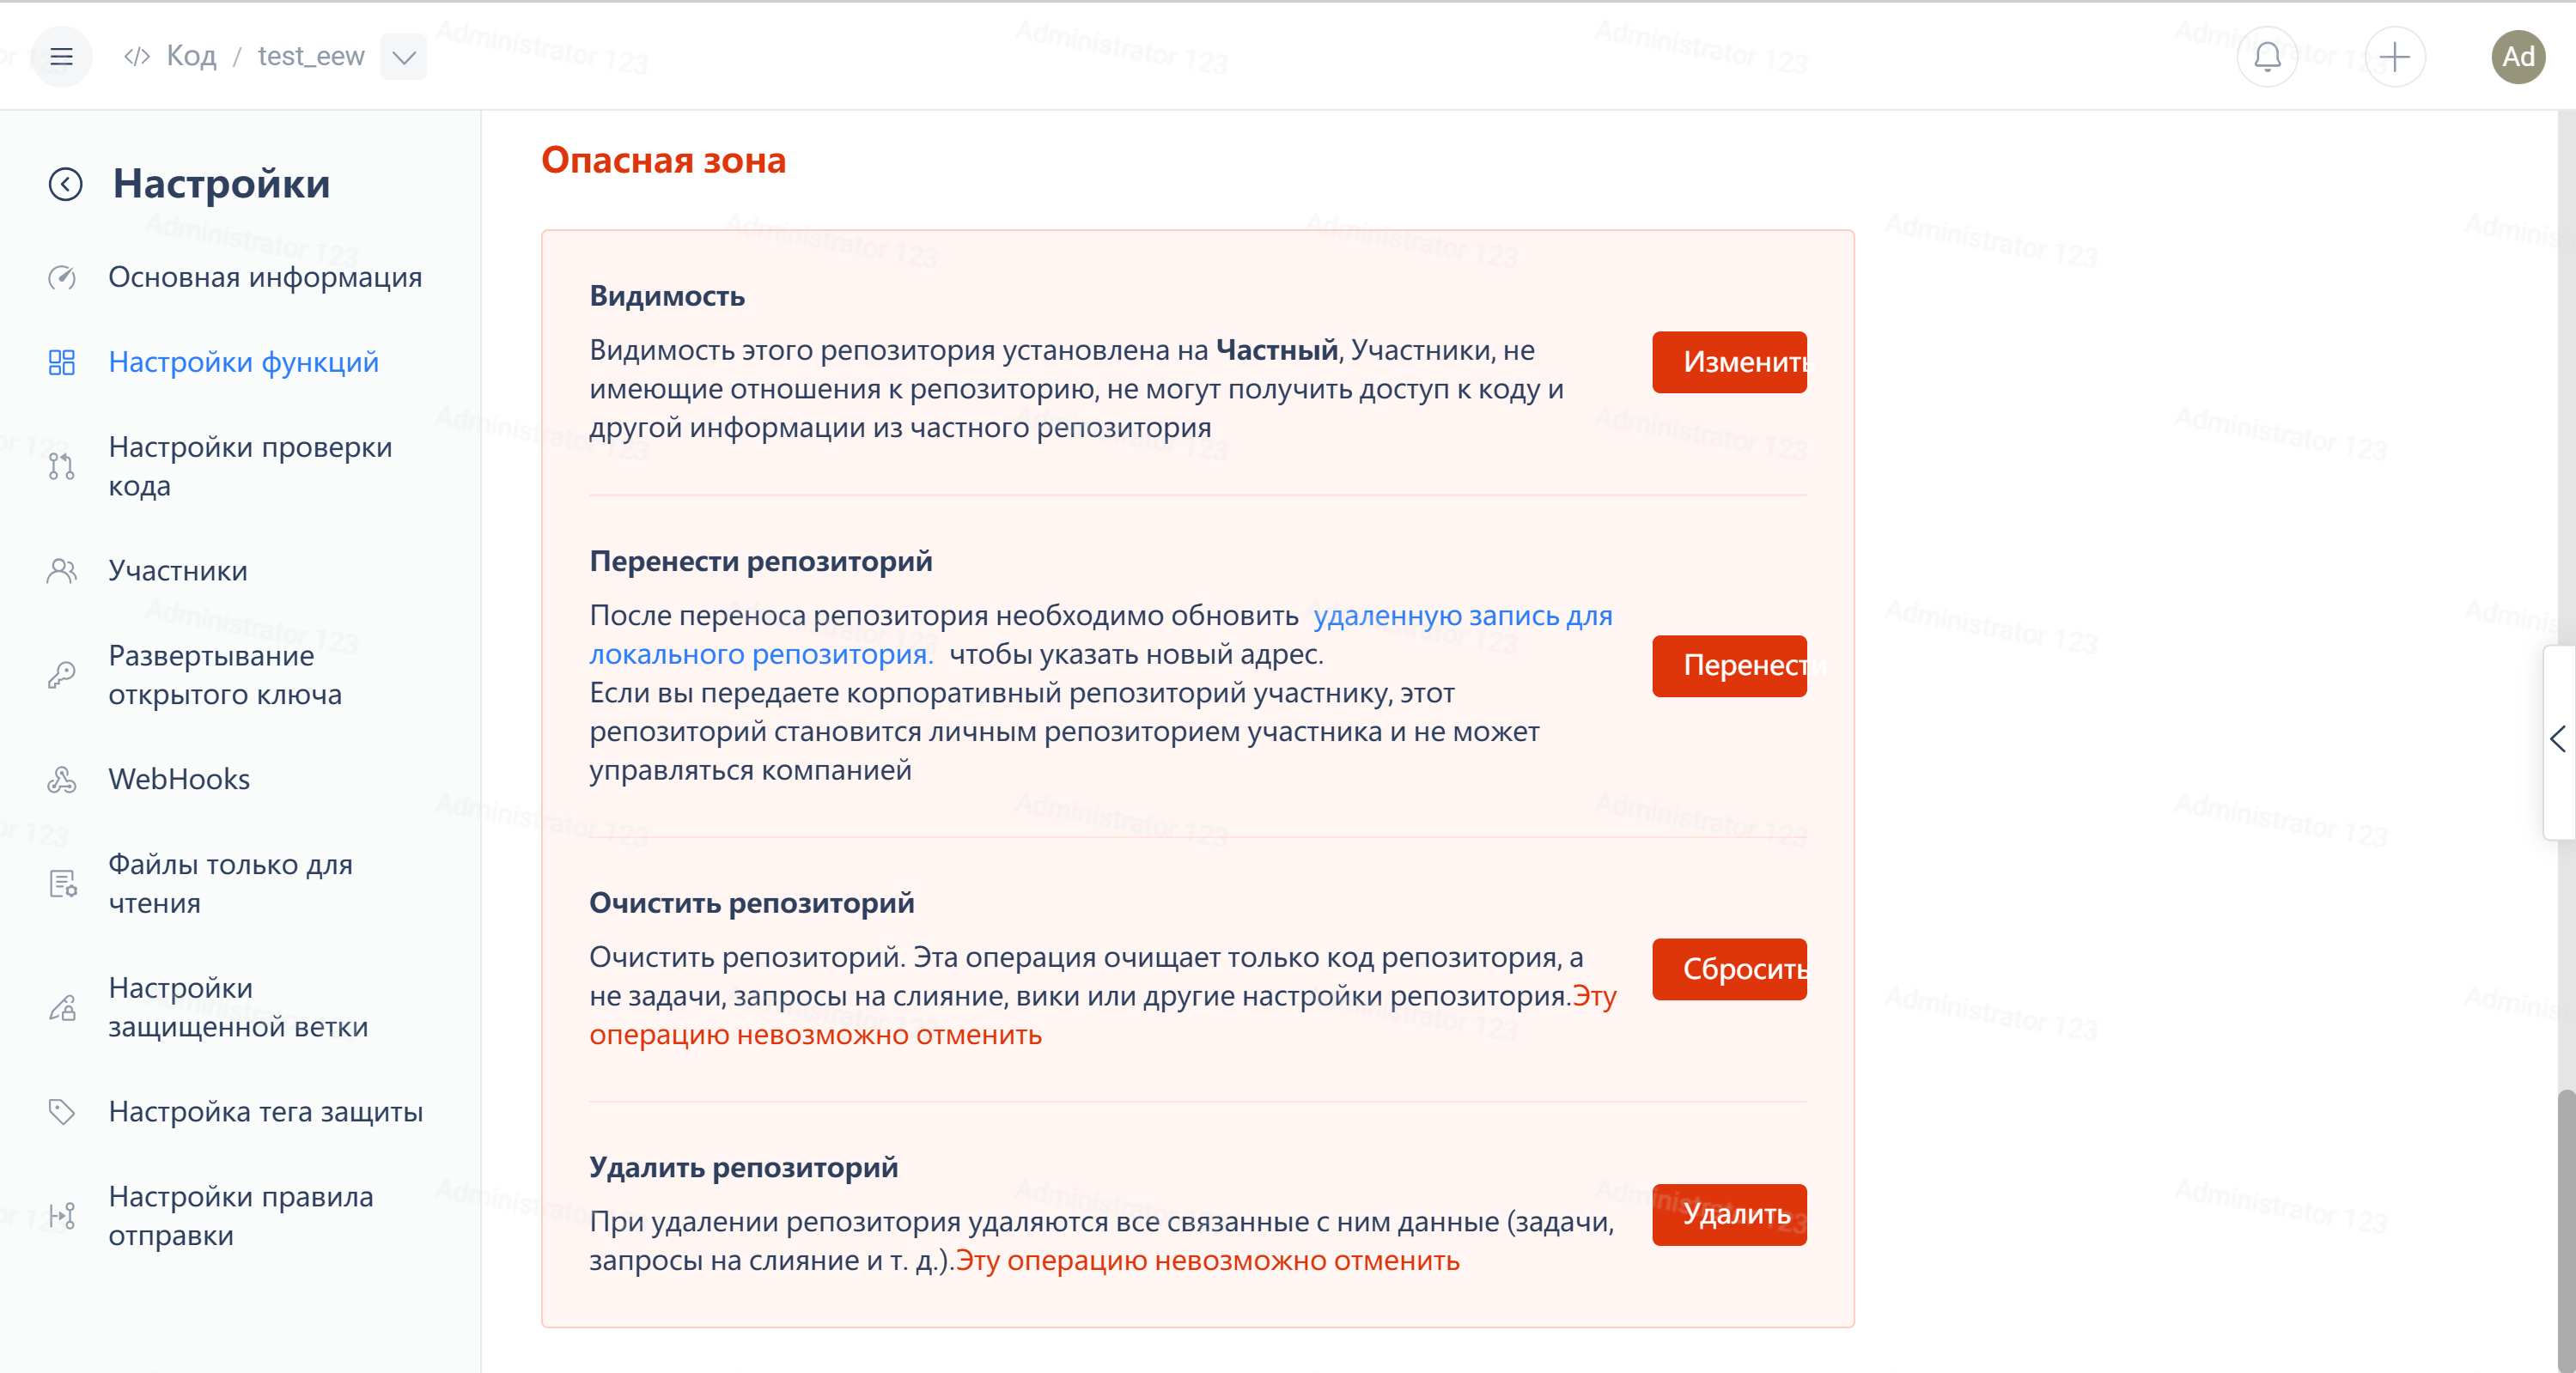 Код / test_eew
Ad
Настройки
Основная информация
Настройки функций
Настройки проверки
кода
Участники
Развертывание
открытого ключа
WebHooks
Файлы только для
чтения
Настройки
защищенной ветки
Настройка тега защиты
Настройки правила
отправки
Опасная зона
Видимость
Видимость этого репозитория установлена на Частный, Участники, не
имеющие отношения к репозиторию, не могут получить доступ к коду и
другой информации из частного репозитория
Изменить
Перенести репозиторий
После переноса репозитория необходимо обновить удаленную запись для
локального репозитория. чтобы указать новый адрес.
Если вы передаете корпоративный репозиторий участнику, этот
репозиторий становится личным репозиторием участника и не может
управляться компанией
Перенести
Очистить репозиторий
Очистить репозиторий. Эта операция очищает только код репозитория, а
не задачи, запросы на слияние, вики или другие настройки репозитория.Эту
операцию невозможно отменить
Сбросить
Удалить репозиторий
При удалении репозитория удаляются все связанные с ним данные (задачи,
запросы на слияние и т. д.).Эту операцию невозможно отменить
Удалить
Administrator 123